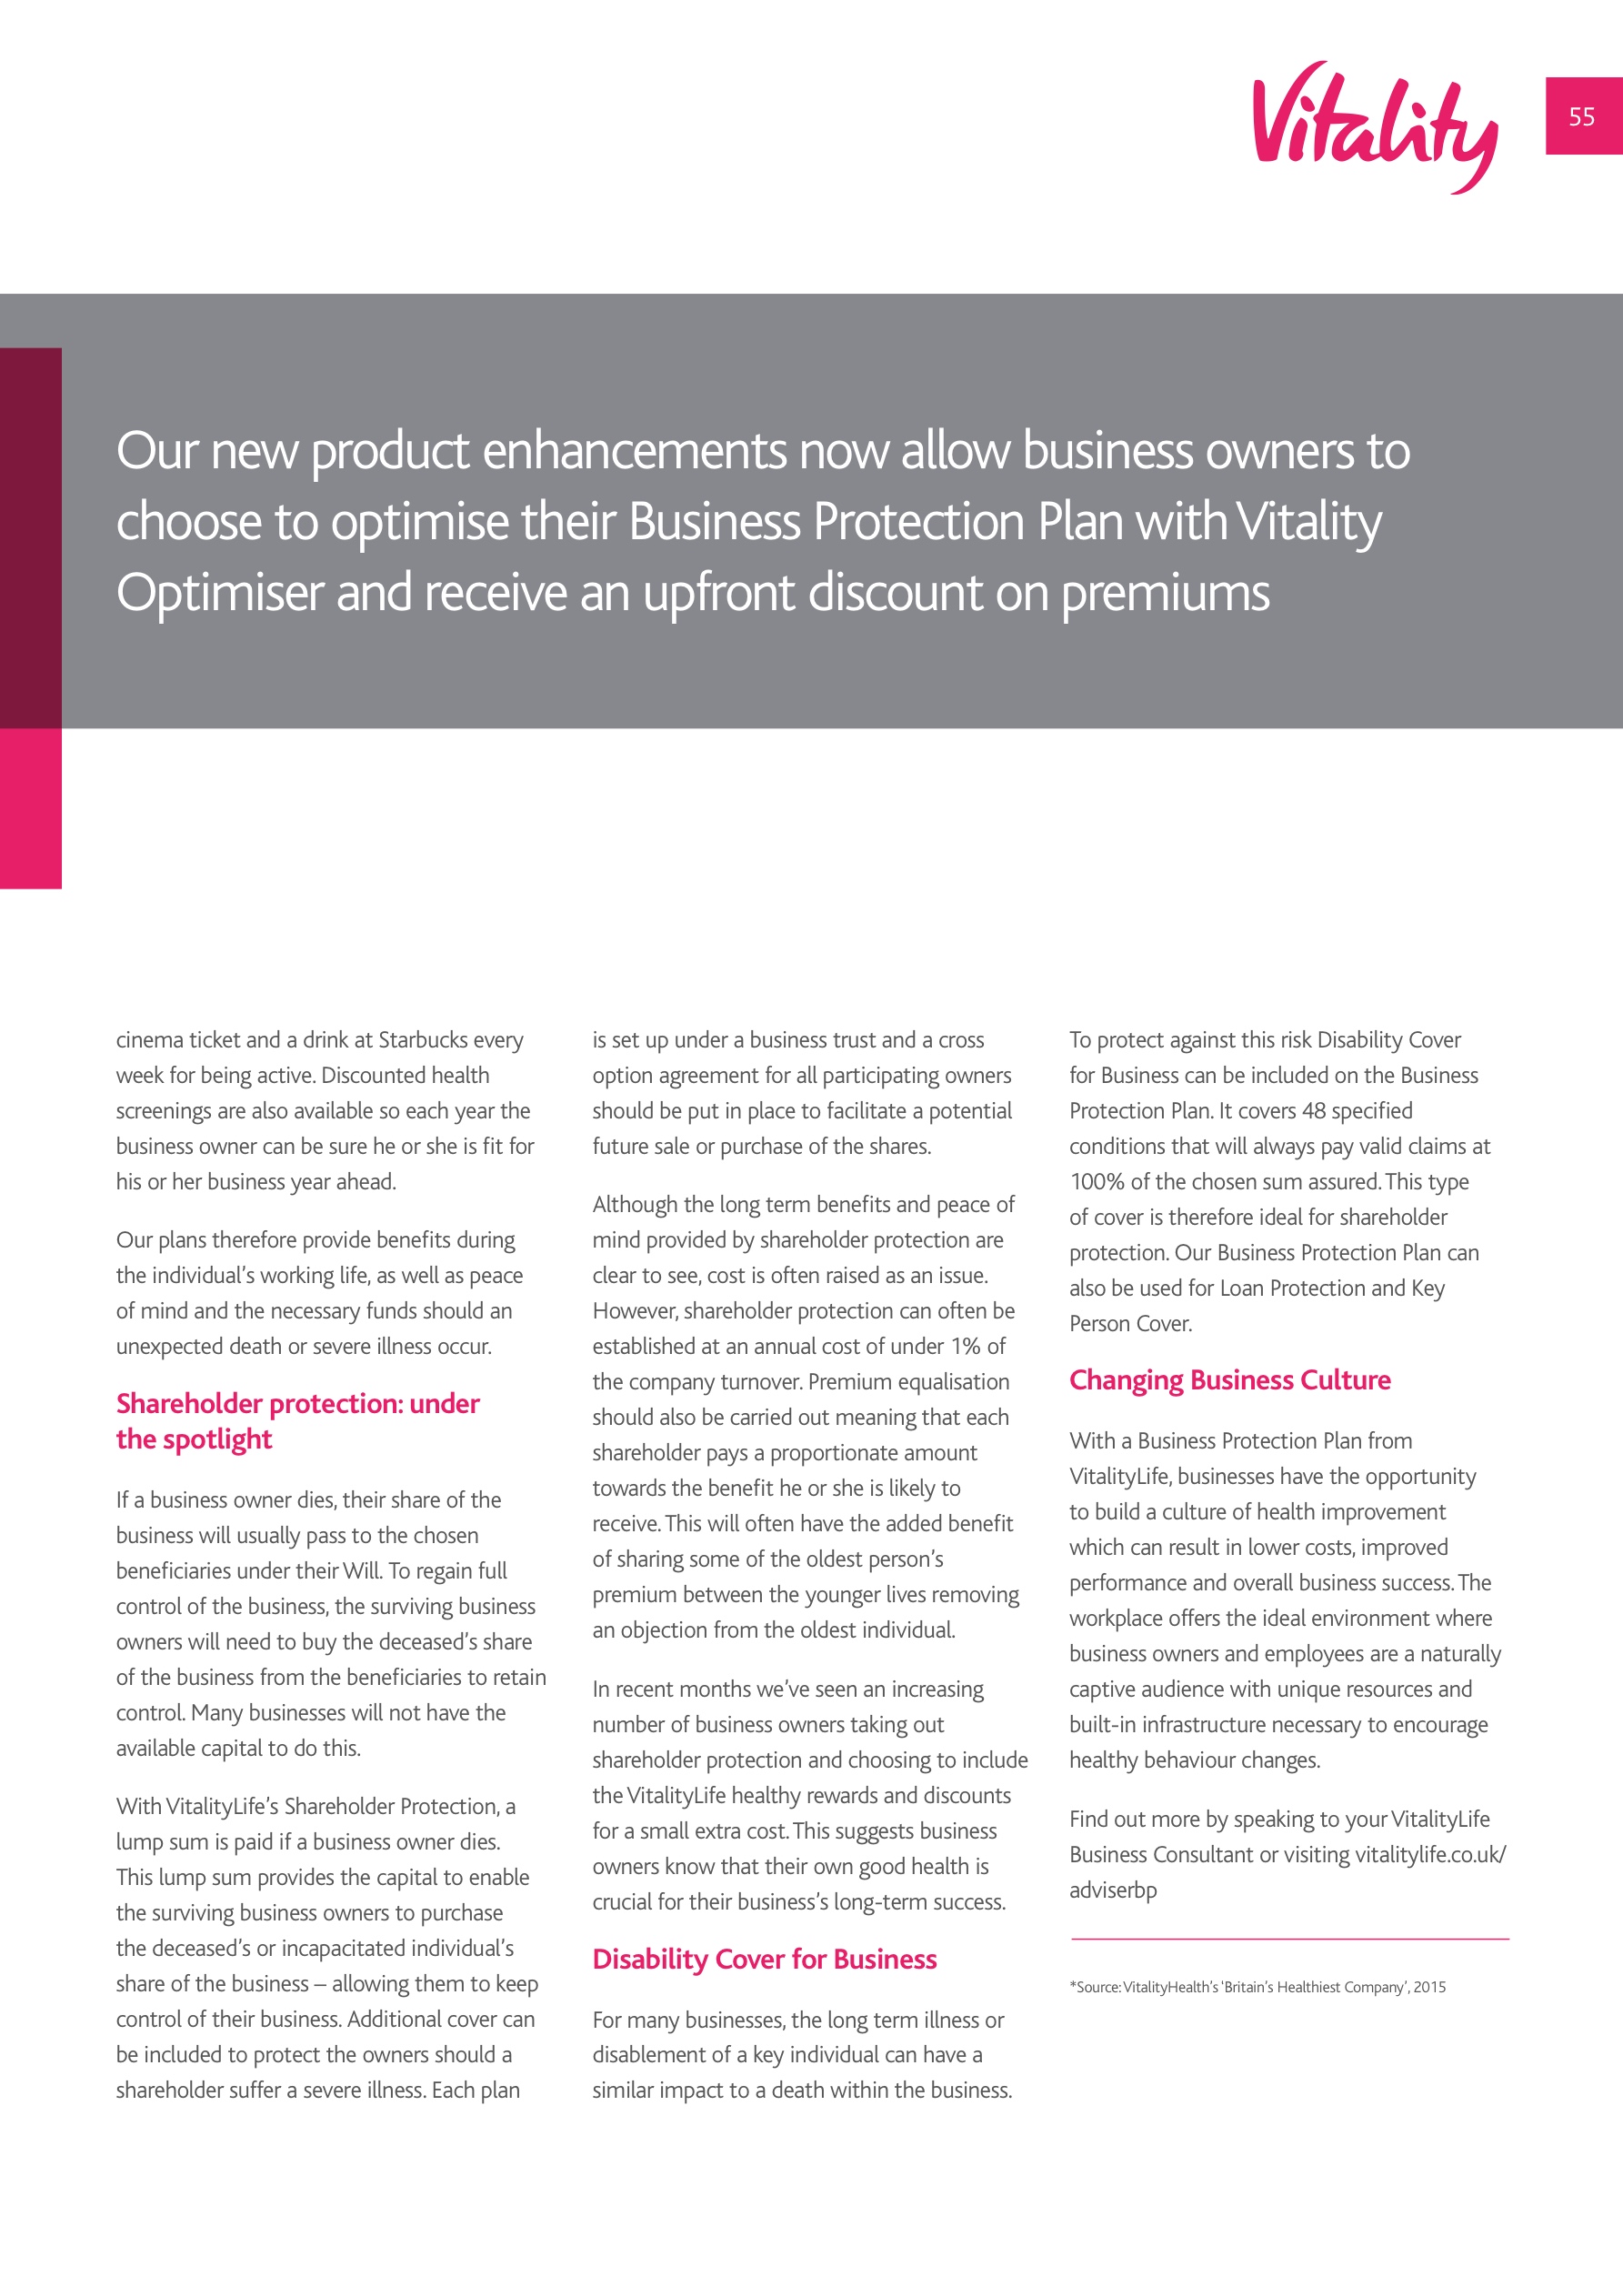 Vitality
55
Our new product enhancements now allow business owners to
choose to optimise their Business Protection Plan with Vitality
Optimiser and receive an upfront discount on premiums
cinema ticket and a drink at Starbucks every
week for being active. Discounted health
screenings are also available so each year the
business owner can be sure he or she is fit for
his or her business year ahead.
Our plans therefore provide benefits during
the individual's working life, as well as peace
of mind and the necessary funds should an
unexpected death or severe illness occur.
Shareholder protection: under
the spotlight
If a business owner dies, their share of the
business will usually pass to the chosen
beneficiaries under their Will. To regain full
control of the business, the surviving business
owners will need to buy the deceased's share
of the business from the beneficiaries to retain
control. Many businesses will not have the
available capital to do this.
With VitalityLife's Shareholder Protection, a
lump sum is paid if a business owner dies.
This lump sum provides the capital to enable
the surviving business owners to purchase
the deceased's or incapacitated individual's
share of the business – allowing them to keep
control of their business. Additional cover can
be included to protect the owners should a
shareholder suffer a severe illness. Each plan
is set up under a business trust and a cross
option agreement for all participating owners
should be put in place to facilitate a potential
future sale or purchase of the shares.
Although the long term benefits and peace of
mind provided by shareholder protection are
clear to see, cost is often raised as an issue.
However, shareholder protection can often be
established at an annual cost of under 1% of
the company turnover. Premium equalisation
should also be carried out meaning that each
shareholder pays a proportionate amount
towards the benefit he or she is likely to
receive. This will often have the added benefit
of sharing some of the oldest person's
premium between the younger lives removing
an objection from the oldest individual.
In recent months we've seen an increasing
number of business owners taking out
shareholder protection and choosing to include
the VitalityLife healthy rewards and discounts
for a small extra cost. This suggests business
owners know that their own good health is
crucial for their business's long-term success.
Disability Cover for Business
For many businesses, the long term illness or
disablement of a key individual can have a
similar impact to a death within the business.
To protect against this risk Disability Cover
for Business can be included on the Business
Protection Plan. It covers 48 specified
conditions that will always pay valid claims at
100% of the chosen sum assured. This type
of cover is therefore ideal for shareholder
protection. Our Business Protection Plan can
also be used for Loan Protection and Key
Person Cover.
Changing Business Culture
With a Business Protection Plan from
VitalityLife, businesses have the opportunity
to build a culture of health improvement
which can result in lower costs, improved
performance and overall business success. The
workplace offers the ideal environment where
business owners and employees are a naturally
captive audience with unique resources and
built-in infrastructure necessary to encourage
healthy behaviour changes.
Find out more by speaking to your VitalityLife
Business Consultant or visiting vitalitylife.co.uk/
adviserbp
*Source: VitalityHealth's 'Britain's Healthiest Company', 2015